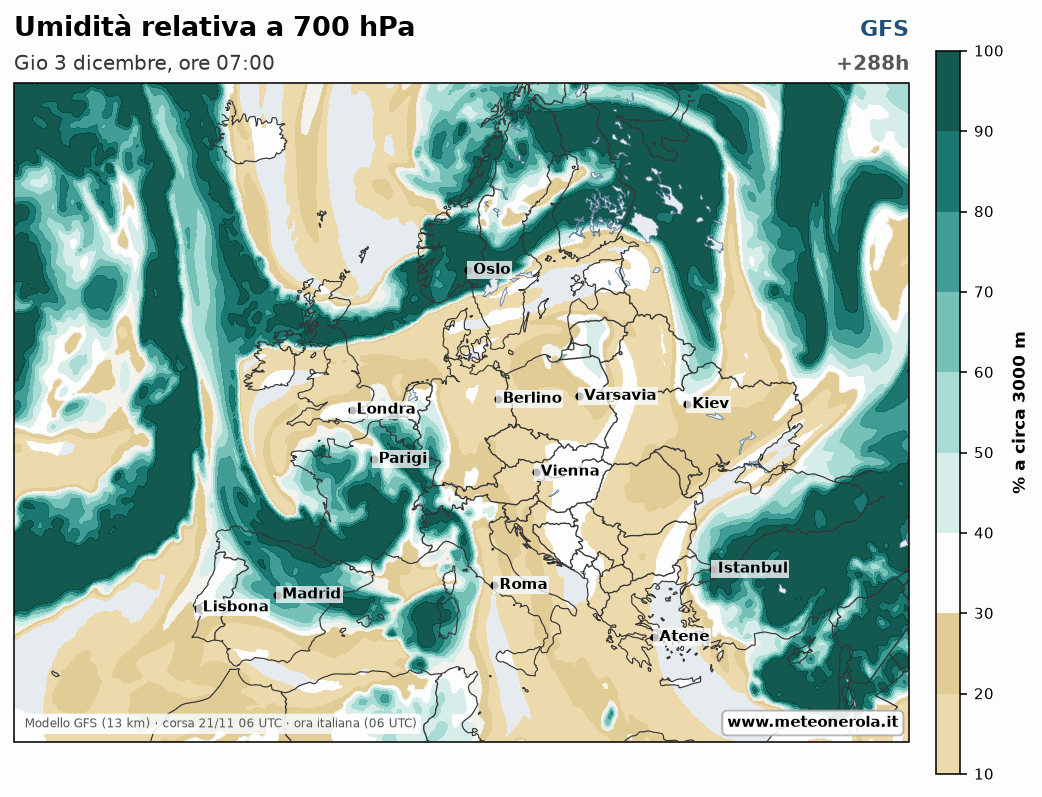 Umidità relativa a 700 hPa
GFS
Gio 3 dicembre, ore 07:00
+288h
100
90
80
70
60
50
40
30
20
10
% a circa 3000 m
Oslo
Londra
Berlino
Varsavia
Kiev
Parigi
Vienna
Madrid
Lisbona
Roma
Istanbul
Atene
Modello GFS (13 km) · corsa 21/11 06 UTC · ora italiana (06 UTC)
www.meteonerola.it